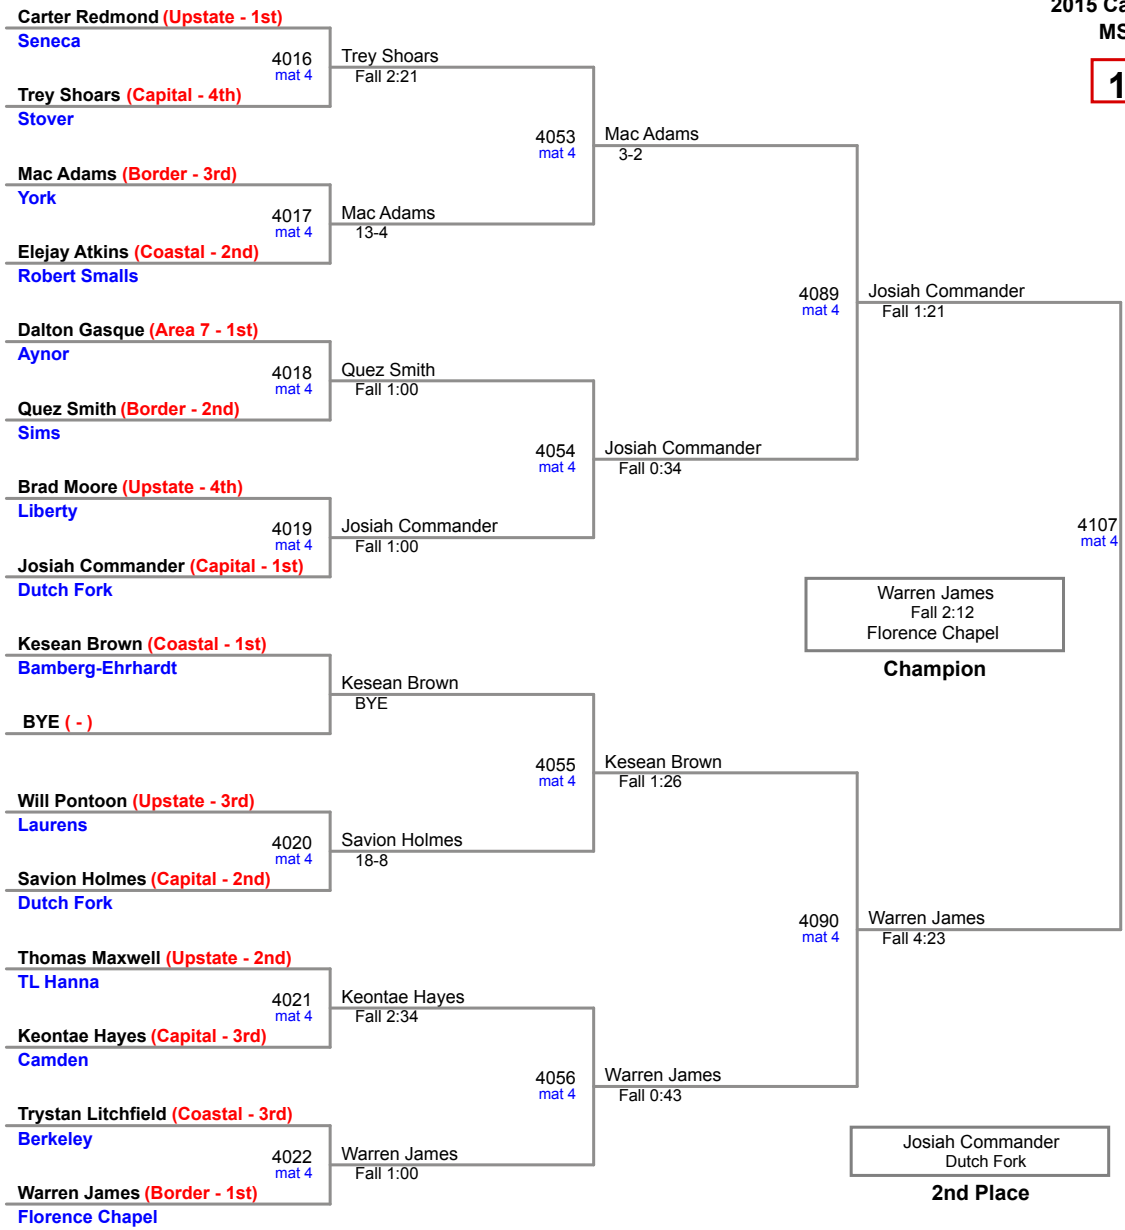 2015 Ca
MS
1
Carter Redmond (Upstate - 1st)
Seneca
4016
mat 4
Trey Shoars
Fall 2:21
Trey Shoars (Capital - 4th)
Stover
4053
mat 4
Mac Adams
3-2
Mac Adams (Border - 3rd)
York
4017
mat 4
Mac Adams
13-4
Elejay Atkins (Coastal - 2nd)
Robert Smalls
4089
mat 4
Josiah Commander
Fall 1:21
Dalton Gasque (Area 7 - 1st)
Aynor
4018
mat 4
Quez Smith
Fall 1:00
Quez Smith (Border - 2nd)
Sims
4054
mat 4
Josiah Commander
Fall 0:34
Brad Moore (Upstate - 4th)
Liberty
4019
mat 4
Josiah Commander
Fall 1:00
Josiah Commander (Capital - 1st)
Dutch Fork
4107
mat 4
Warren James
Fall 2:12
Florence Chapel
Champion
Kesean Brown (Coastal - 1st)
Bamberg-Ehrhardt
Kesean Brown
BYE
BYE ( - )
4055
mat 4
Kesean Brown
Fall 1:26
Will Pontoon (Upstate - 3rd)
Laurens
4020
mat 4
Savion Holmes
18-8
Savion Holmes (Capital - 2nd)
Dutch Fork
4090
mat 4
Warren James
Fall 4:23
Thomas Maxwell (Upstate - 2nd)
TL Hanna
4021
mat 4
Keontae Hayes
Fall 2:34
Keontae Hayes (Capital - 3rd)
Camden
4056
mat 4
Warren James
Fall 0:43
Trystan Litchfield (Coastal - 3rd)
Berkeley
4022
mat 4
Warren James
Fall 1:00
Warren James (Border - 1st)
Florence Chapel
Josiah Commander
Dutch Fork
2nd Place